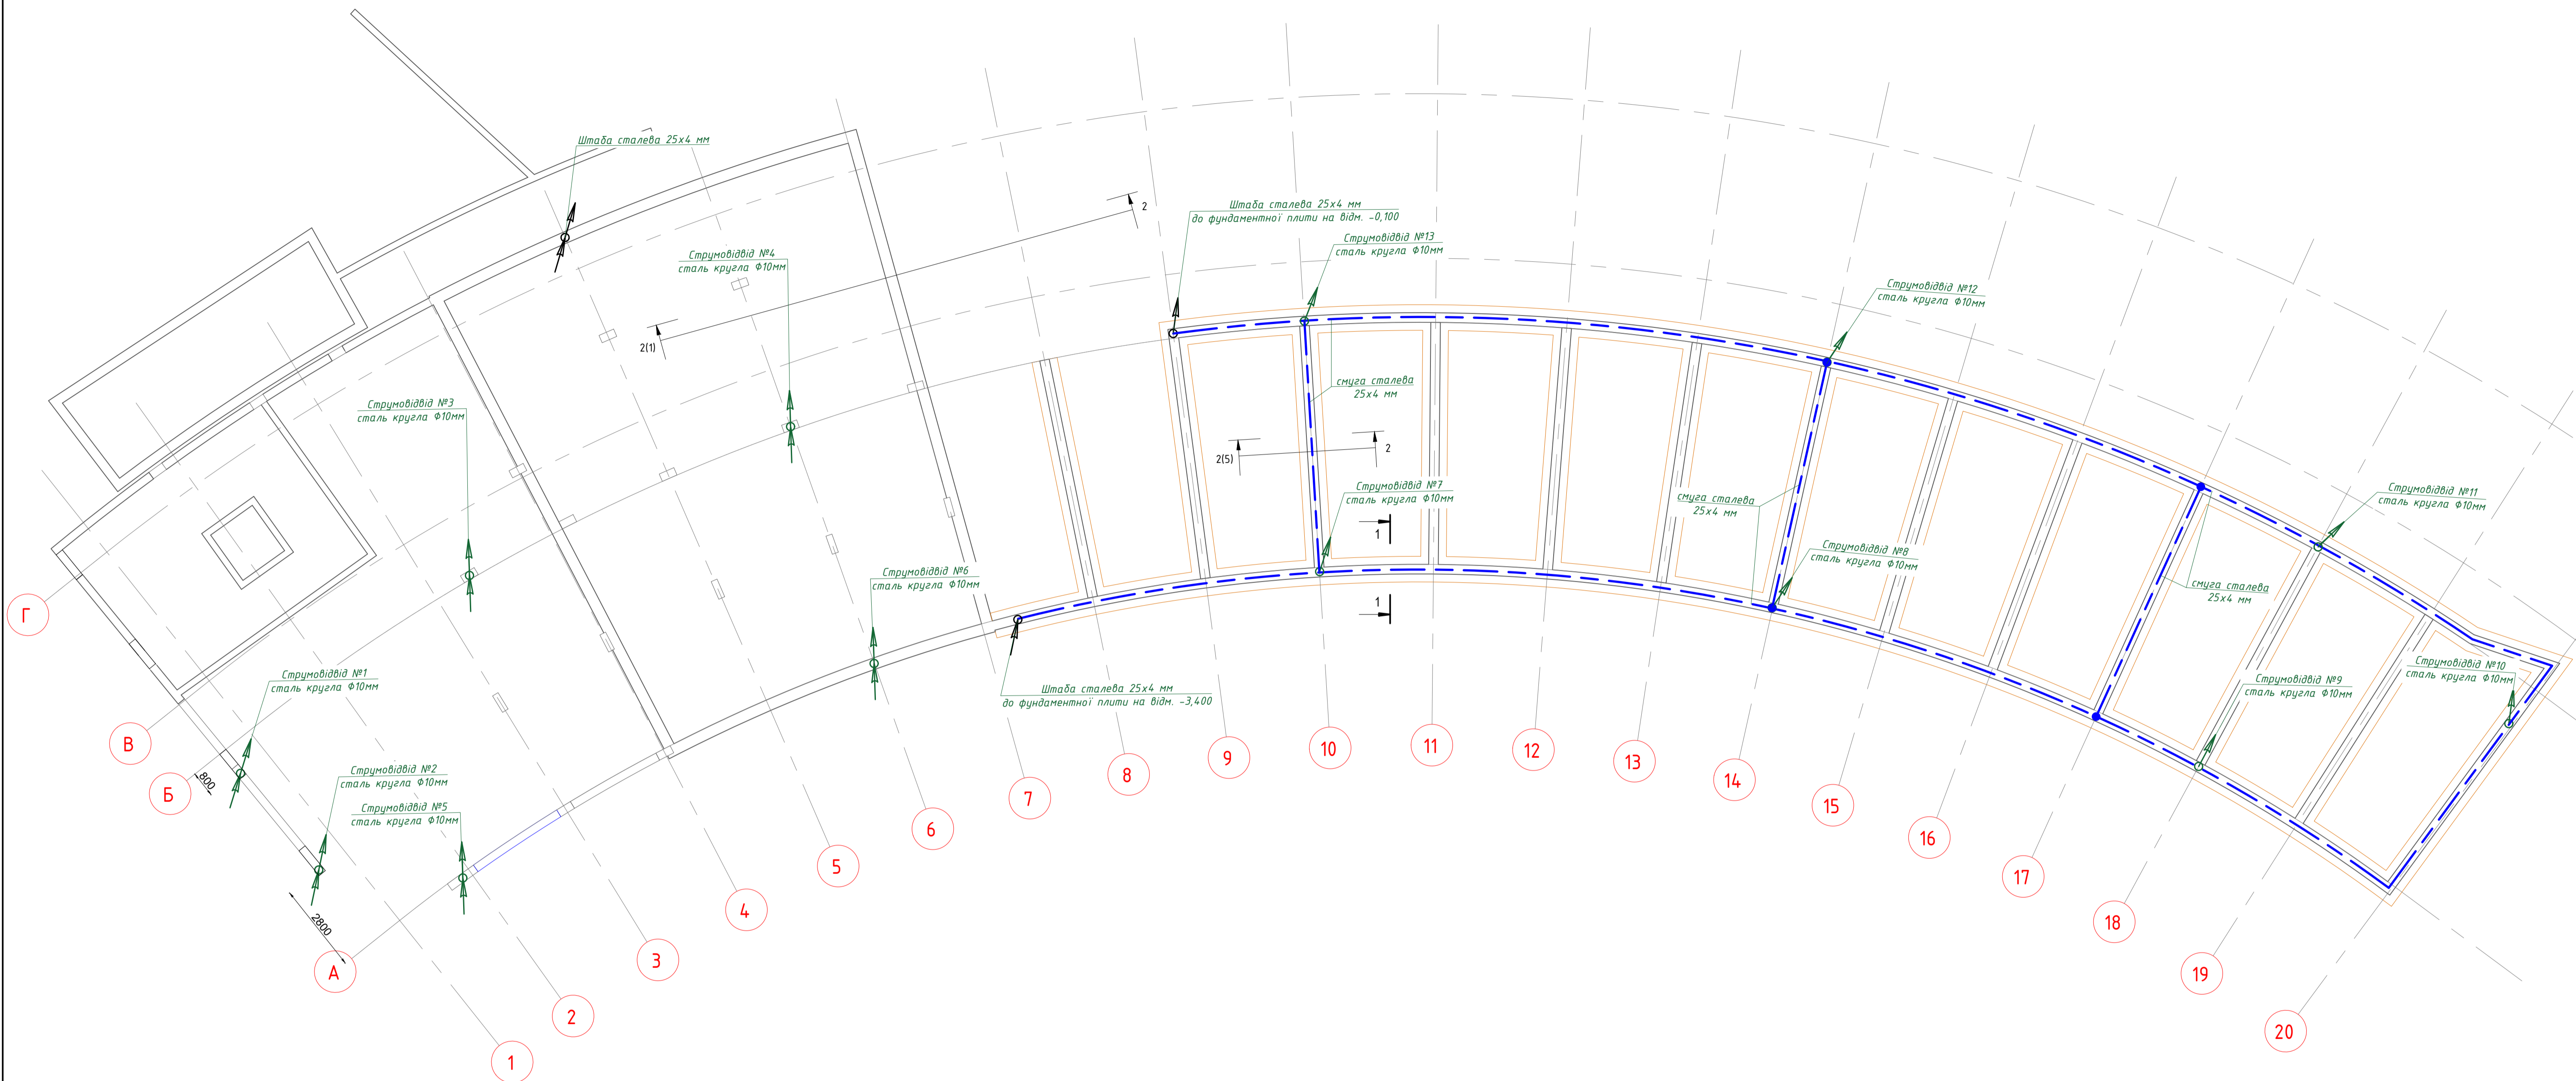 Штаба сталева 25х4 мм
2
Штаба сталева 25х4 мм
до фундаментної плити на відм. -0,100
Струмовідвід №13
сталь кругла Ф10мм
Струмовідвід №4
сталь кругла Ф10мм
Струмовідвід №12
сталь кругла Ф10мм
2(1)
смуга сталева
25х4 мм
Струмовідвід №3
сталь кругла Ф10мм
2(5)
2
Струмовідвід №7
сталь кругла Ф10мм
смуга сталева
25х4 мм
Струмовідвід №11
сталь кругла Ф10мм
1
Струмовідвід №8
сталь кругла Ф10мм
Струмовідвід №6
сталь кругла Ф10мм
смуга сталева
25х4 мм
1
Г
Струмовідвід №1
сталь кругла Ф10мм
Штаба сталева 25х4 мм
до фундаментної плити на відм. -3,400
Струмовідвід №10
сталь кругла Ф10мм
Струмовідвід №9
сталь кругла Ф10мм
В
Б
800
Струмовідвід №2
сталь кругла Ф10мм
Струмовідвід №5
сталь кругла Ф10мм
2800
А
1
2
3
4
5
6
7
8
9
10
11
12
13
14
15
16
17
18
19
20